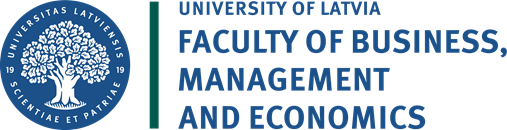 UNIVERSITAS LATVIENSIS
19 19
SCIENTIAE ET PATRIAE
UNIVERSITY OF LATVIA
FACULTY OF BUSINESS,
MANAGEMENT
AND ECONOMICS